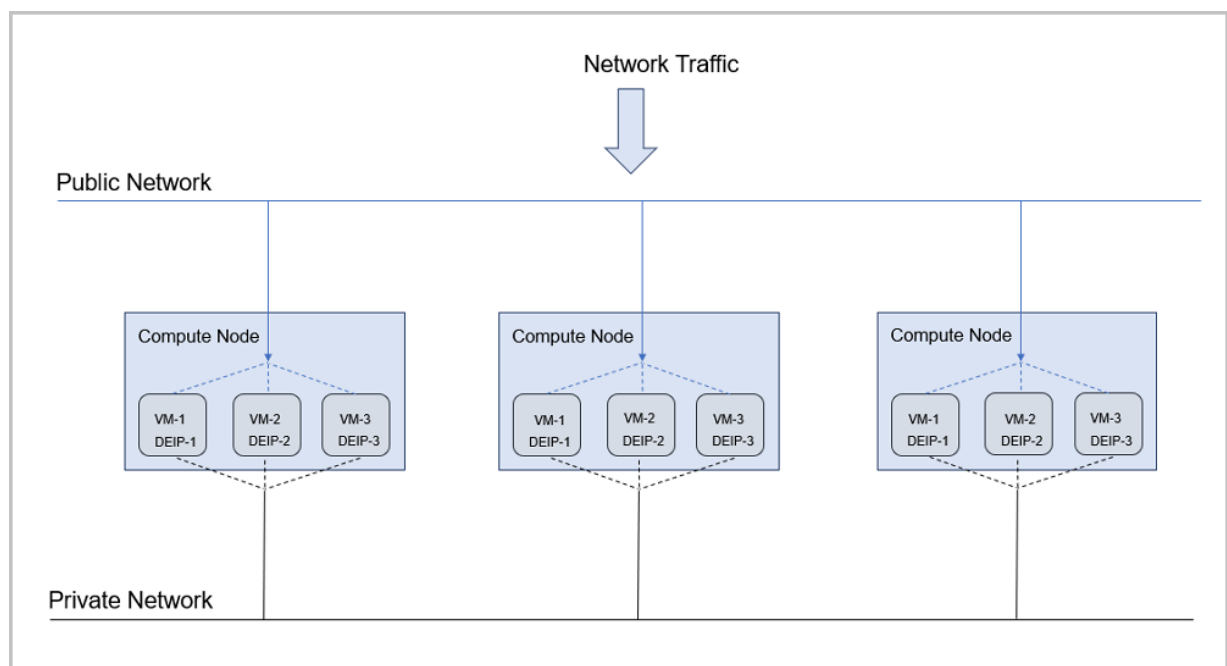 Network Traffic
Public Network
Compute Node
VM-1
DEIP-1
VM-2
DEIP-2
VM-3
DEIP-3
Compute Node
VM-1
DEIP-1
VM-2
DEIP-2
VM-3
DEIP-3
Compute Node
VM-1
DEIP-1
VM-2
DEIP-2
VM-3
DEIP-3
Private Network